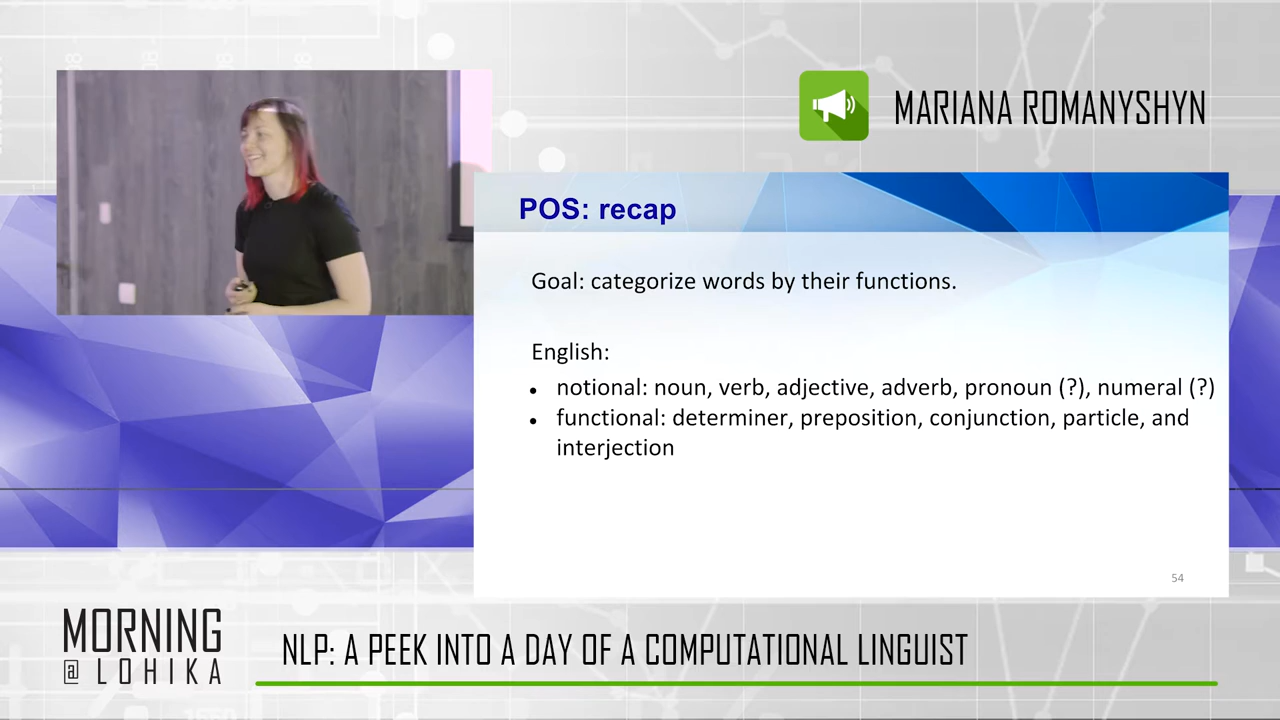 MARIANA ROMANYSHYN
POS: recap
Goal: categorize words by their functions.
English:
• notional: noun, verb, adjective, adverb, pronoun (?), numeral (?)
• functional: determiner, preposition, conjunction, particle, and
interjection
54
MORNING
@ LOHIKA
NLP: A PEEK INTO A DAY OF A COMPUTATIONAL LINGUIST